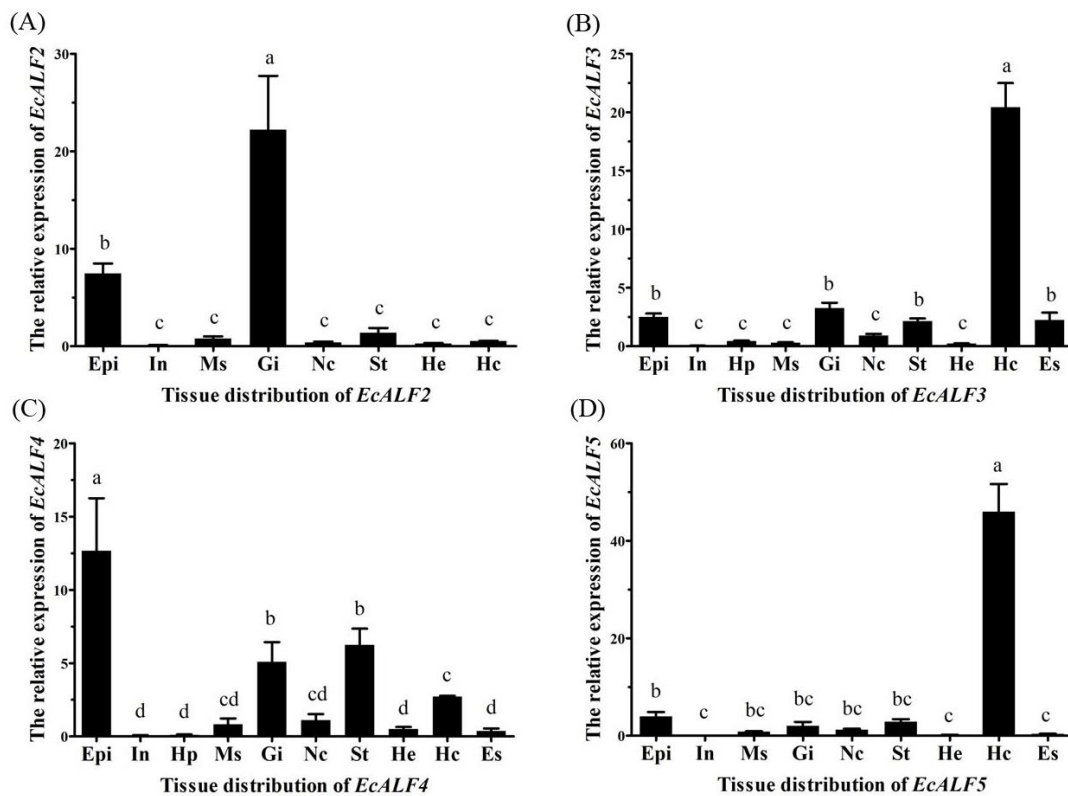 (A)
The relative expression of EcALF2
30
20
10
0
a
b
c
c
c
c
c
c
Epi In Ms Gi Nc St He Hc
Tissue distribution of EcALF2
(B)
The relative expression of EcALF3
25
20
15
10
5
0
a
b
c
c
c
b
c
b
c
b
Epi In Hp Ms Gi Nc St He Hc Es
Tissue distribution of EcALF3
(C)
The relative expression of EcALF4
20
15
10
5
0
a
d
d
cd
b
cd
b
d
c
d
Epi In Hp Ms Gi Nc St He Hc Es
Tissue distribution of EcALF4
(D)
The relative expression of EcALF5
60
40
20
0
a
b
c
bc
bc
bc
bc
c
c
Epi In Ms Gi Nc St He Hc Es
Tissue distribution of EcALF5